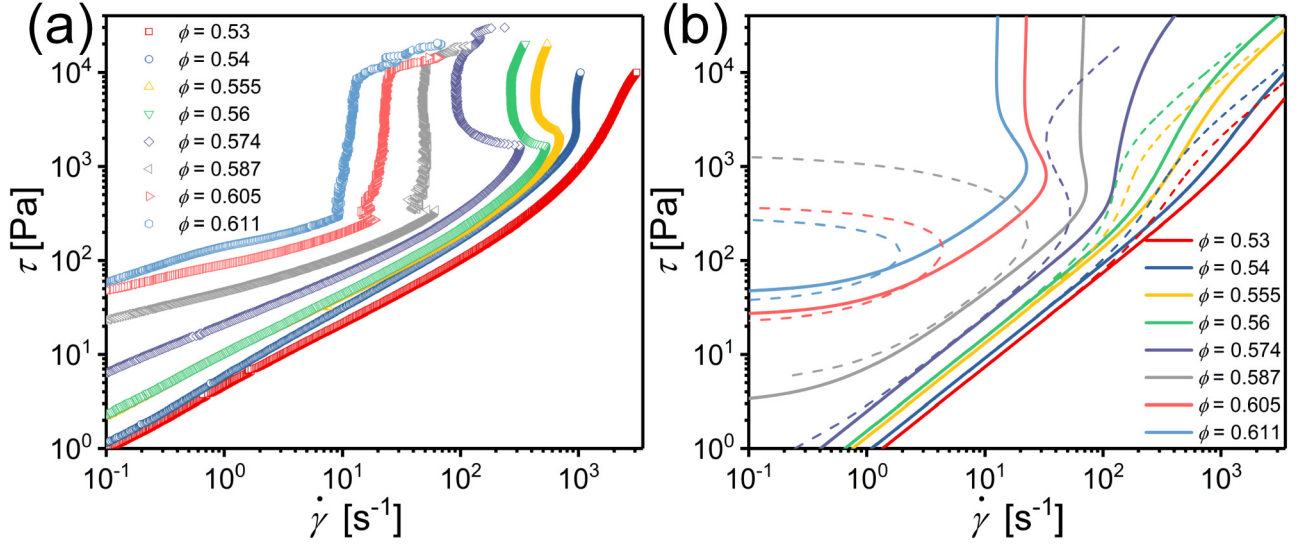 (a)
ϕ = 0.53
ϕ = 0.54
ϕ = 0.555
ϕ = 0.56
ϕ = 0.574
ϕ = 0.587
ϕ = 0.605
ϕ = 0.611
10⁴
10³
10²
10¹
10⁰
τ [Pa]
10⁻¹ 10⁰ 10¹ 10² 10³
γ̇ [s⁻¹]
(b)
10⁴
10³
10²
10¹
10⁰
τ [Pa]
ϕ = 0.53
ϕ = 0.54
ϕ = 0.555
ϕ = 0.56
ϕ = 0.574
ϕ = 0.587
ϕ = 0.605
ϕ = 0.611
10⁻¹ 10⁰ 10¹ 10² 10³
γ̇ [s⁻¹]